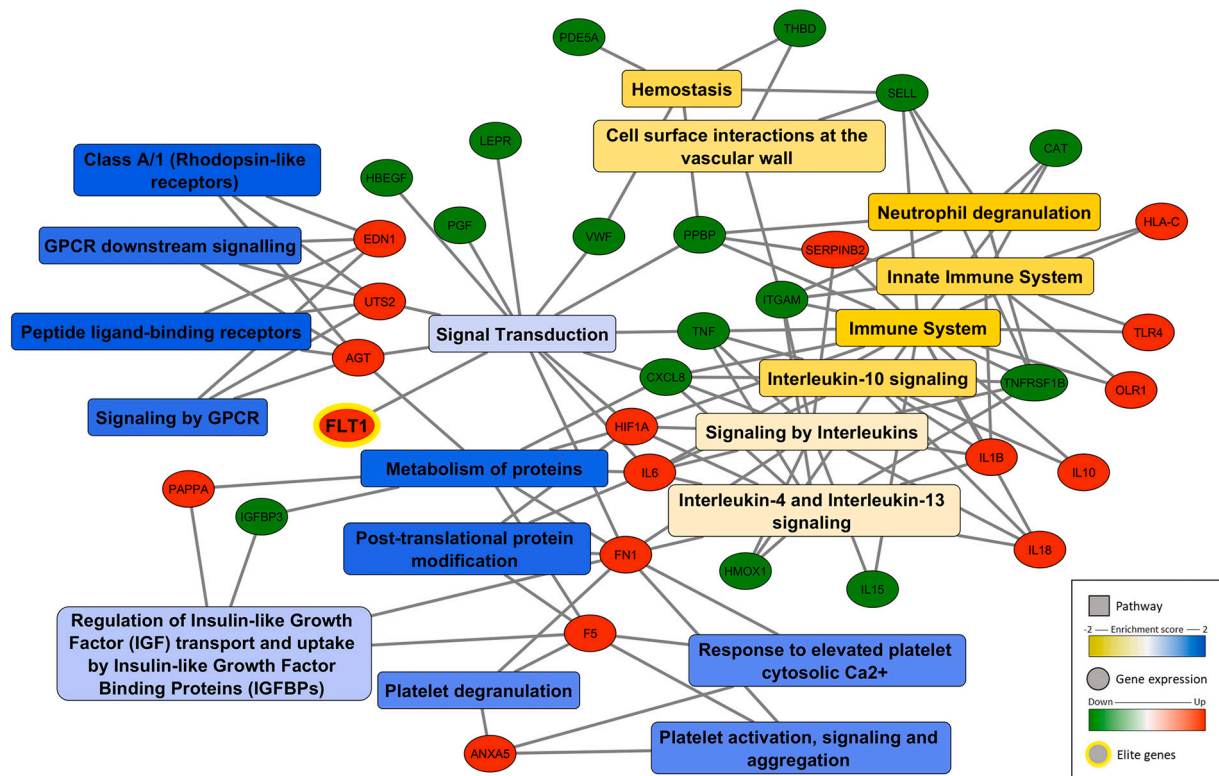 PDE5A
THBD
Hemostasis
SELL
LEPR
Cell surface interactions at the
vascular wall
CAT
Class A/1 (Rhodopsin-like
receptors)
HBEGF
Neutrophil degranulation
HLA-C
PGF
EDN1
VWF
PPBP
SERPINB2
GPCR downstream signalling
Innate Immune System
UTS2
ITGAM
Peptide ligand-binding receptors
Signal Transduction
TNF
Immune System
TLR4
AGT
CXCL8
Interleukin-10 signaling
TNFRSF1B
OLR1
Signaling by GPCR
FLT1
HIF1A
Signaling by Interleukins
IL1B
IL10
Metabolism of proteins
IL6
PAPPA
IGFBP3
Interleukin-4 and Interleukin-13
signaling
Post-translational protein
modification
FN1
IL18
HMOX1
IL15
Regulation of Insulin-like Growth
Factor (IGF) transport and uptake
by Insulin-like Growth Factor
Binding Proteins (IGFBPs)
F5
Response to elevated platelet
cytosolic Ca2+
Platelet degranulation
ANXA5
Platelet activation, signaling and
aggregation
Pathway
-2 Enrichment score 2
Gene expression
Down Up
Elite genes